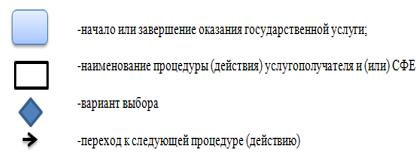 -начало или завершение оказания государственной услуги;
-наименование процедуры (действия) услугополучателя и (или) СФЕ
-вариант выбора
-переход к следующей процедуре (действию)